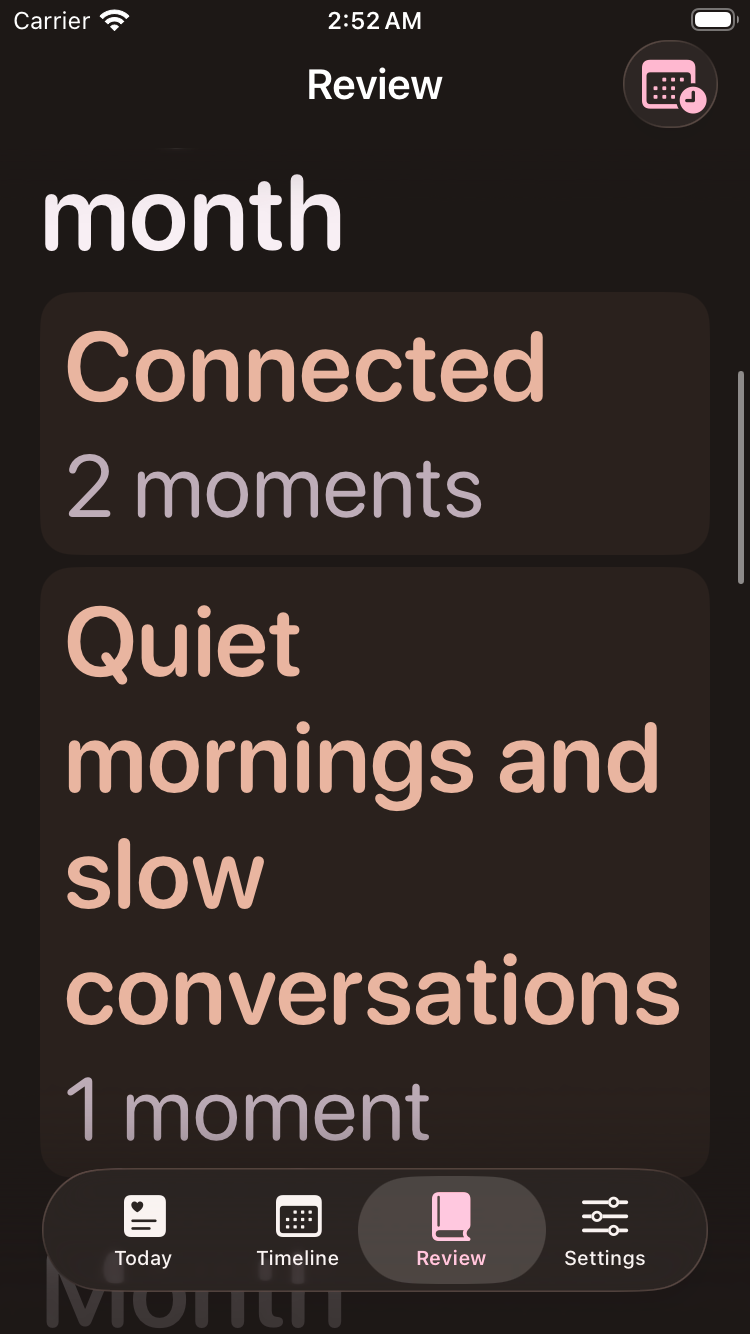 Carrier
2:52 AM
Review
month
Connected
2 moments
Quiet
mornings and
slow
conversations
1 moment
Today
Timeline
Review
Settings
Month